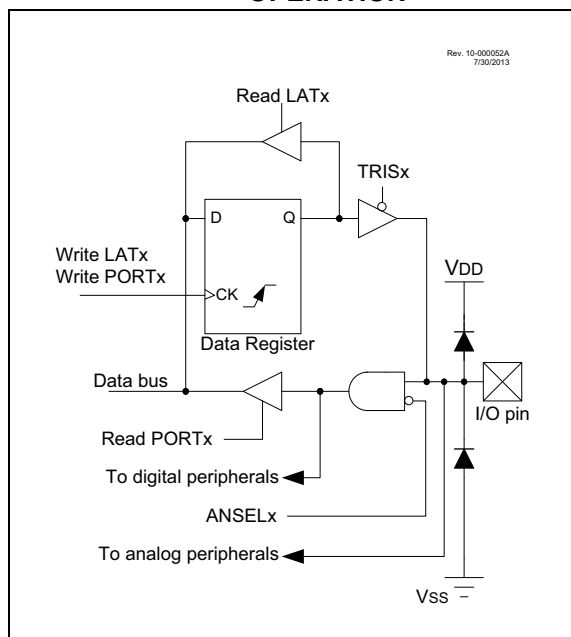 OPERATION
Rev. 10-000052A
7/30/2013
Read LATx
TRISx
D
Q
Write LATx
Write PORTx
CK
VDD
Data Register
Data bus
I/O pin
Read PORTx
To digital peripherals
ANSELx
To analog peripherals
VSS